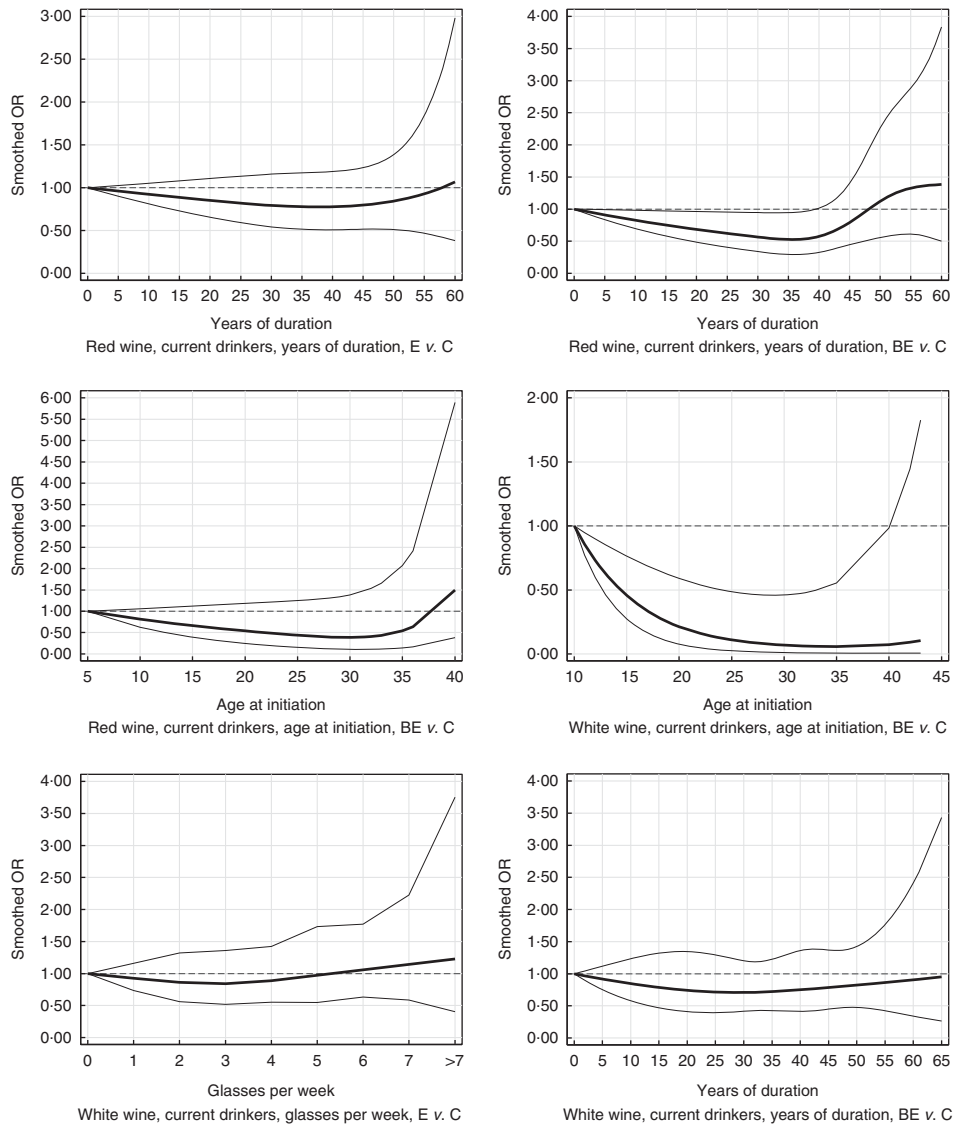 3·00
2·50
2·00
1·50
1·00
0·50
0·00
Smoothed OR
0 5 10 15 20 25 30 35 40 45 50 55 60
Years of duration
Red wine, current drinkers, years of duration, E v. C
4·00
3·50
3·00
2·50
2·00
1·50
1·00
0·50
0·00
Smoothed OR
0 5 10 15 20 25 30 35 40 45 50 55 60
Years of duration
Red wine, current drinkers, years of duration, BE v. C
6·00
5·50
5·00
4·50
4·00
3·50
3·00
2·50
2·00
1·50
1·00
0·50
0·00
Smoothed OR
5 10 15 20 25 30 35 40
Age at initiation
Red wine, current drinkers, age at initiation, BE v. C
2·00
1·50
1·00
0·50
0·00
Smoothed OR
10 15 20 25 30 35 40 45
Age at initiation
White wine, current drinkers, age at initiation, BE v. C
4·00
3·50
3·00
2·50
2·00
1·50
1·00
0·50
0·00
Smoothed OR
0 1 2 3 4 5 6 7 >7
Glasses per week
White wine, current drinkers, glasses per week, E v. C
4·00
3·50
3·00
2·50
2·00
1·50
1·00
0·50
0·00
Smoothed OR
0 5 10 15 20 25 30 35 40 45 50 55 60 65
Years of duration
White wine, current drinkers, years of duration, BE v. C